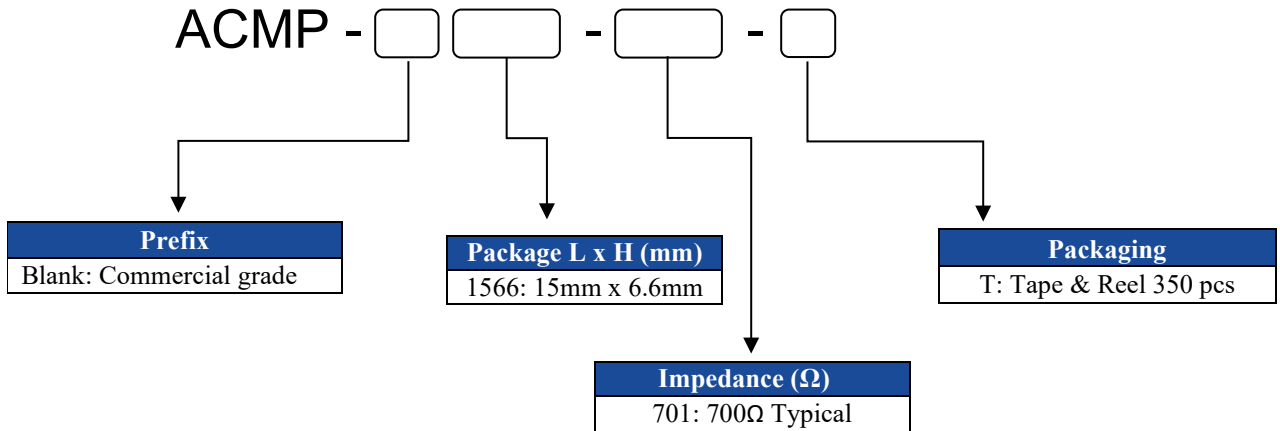 ACMP - - -
Prefix
Blank: Commercial grade
Package L x H (mm)
1566: 15mm x 6.6mm
Packaging
T: Tape & Reel 350 pcs
Impedance (Ω)
701: 700Ω Typical